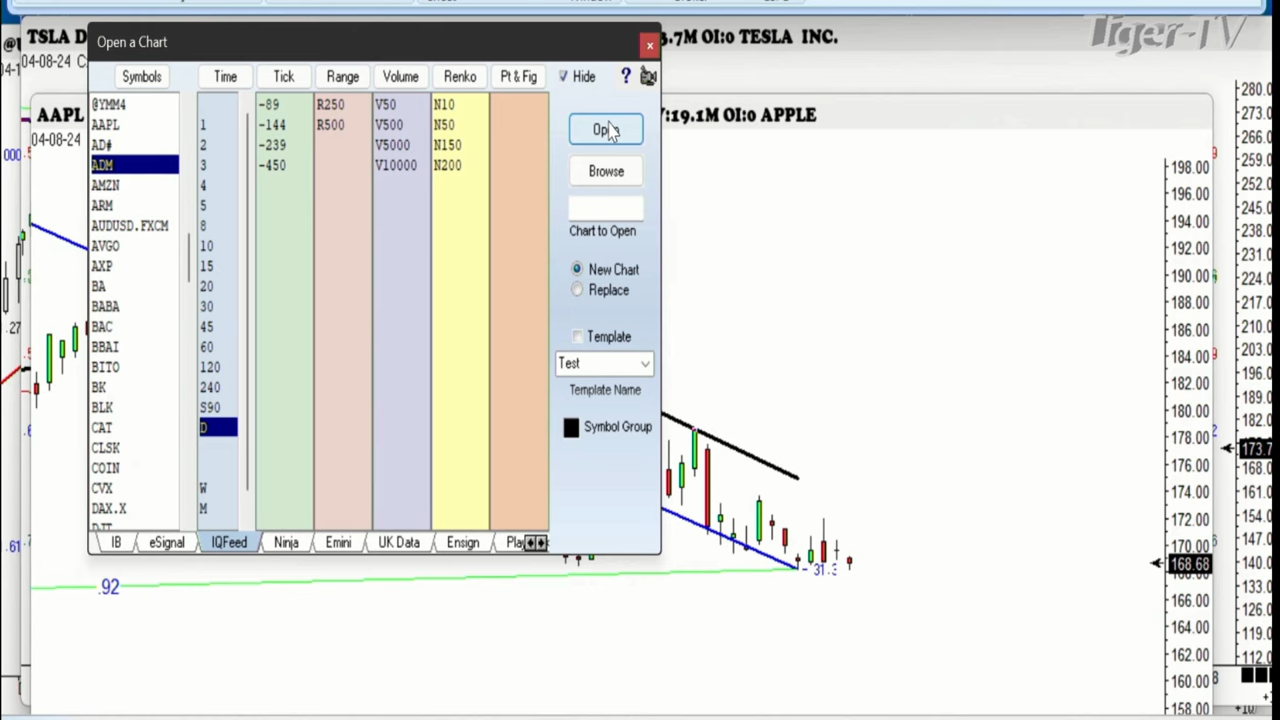 Tiger-TV
TSLA D
3.7M OI:0 TESLA INC.
04-08-24
AAPL
:19.1M OI:0 APPLE
04-08-24
Open a Chart
x
Symbols
Time
Tick
Range
Volume
Renko
Pt & Fig
Hide
?
@YMM4
AAPL
AD#
ADM
AMZN
ARM
AUDUSD.FXCM
AVGO
AXP
BA
BABA
BAC
BBAI
BITO
BK
BLK
CAT
CLSK
COIN
CVX
DAX.X
1
2
3
4
5
8
10
15
20
30
45
60
120
240
S90
D
W
M
-89
-144
-239
-450
R250
R500
V50
V500
V5000
V10000
N10
N50
N150
N200
Open
Browse
Chart to Open
New Chart
Replace
Template
Test
Template Name
Symbol Group
IB
eSignal
IQFeed
Ninja
Emini
UK Data
Ensign
Play
.92
31.3
198.00
196.00
194.00
192.00
190.00
188.00
186.00
184.00
182.00
180.00
178.00
176.00
174.00
172.00
170.00
168.68
166.00
164.00
162.00
160.00
158.00
280.0
273.0
266.0
259.0
252.0
245.0
238.0
231.0
224.0
217.0
210.0
203.0
196.0
189.0
182.0
173.7
168.0
161.0
154.0
147.0
140.0
133.0
126.0
119.0
112.0